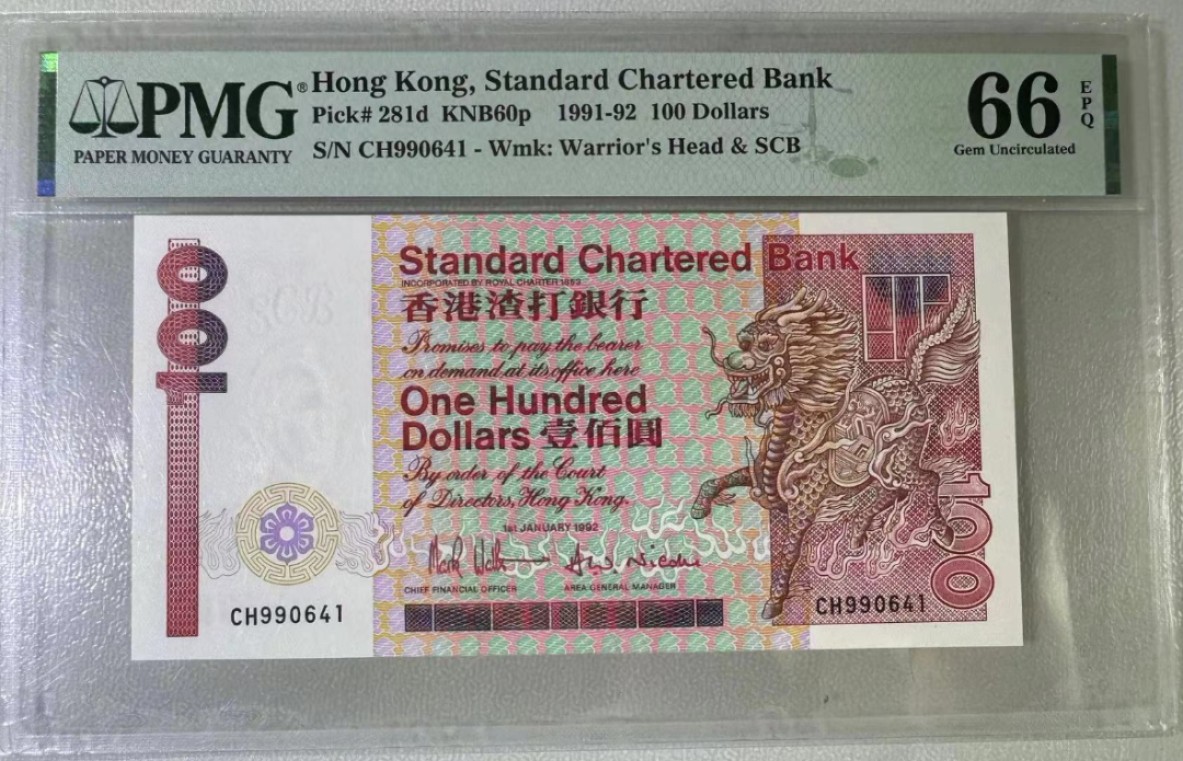 PMG®
PAPER MONEY GUARANTY
Hong Kong, Standard Chartered Bank
Pick# 281d KNB60p 1991-92 100 Dollars
S/N CH990641 - Wmk: Warrior's Head & SCB
66 EPQ
Gem Uncirculated
100
SCB
Standard Chartered Bank
INCORPORATED BY ROYAL CHARTER 1853
香港渣打銀行
Promises to pay the bearer
on demand at its office here
One Hundred
Dollars 壹佰圓
By order of the Court
of Directors, Hong Kong.
1st JANUARY 1992
CHIEF FINANCIAL OFFICER
AREA GENERAL MANAGER
CH990641
CH990641
100